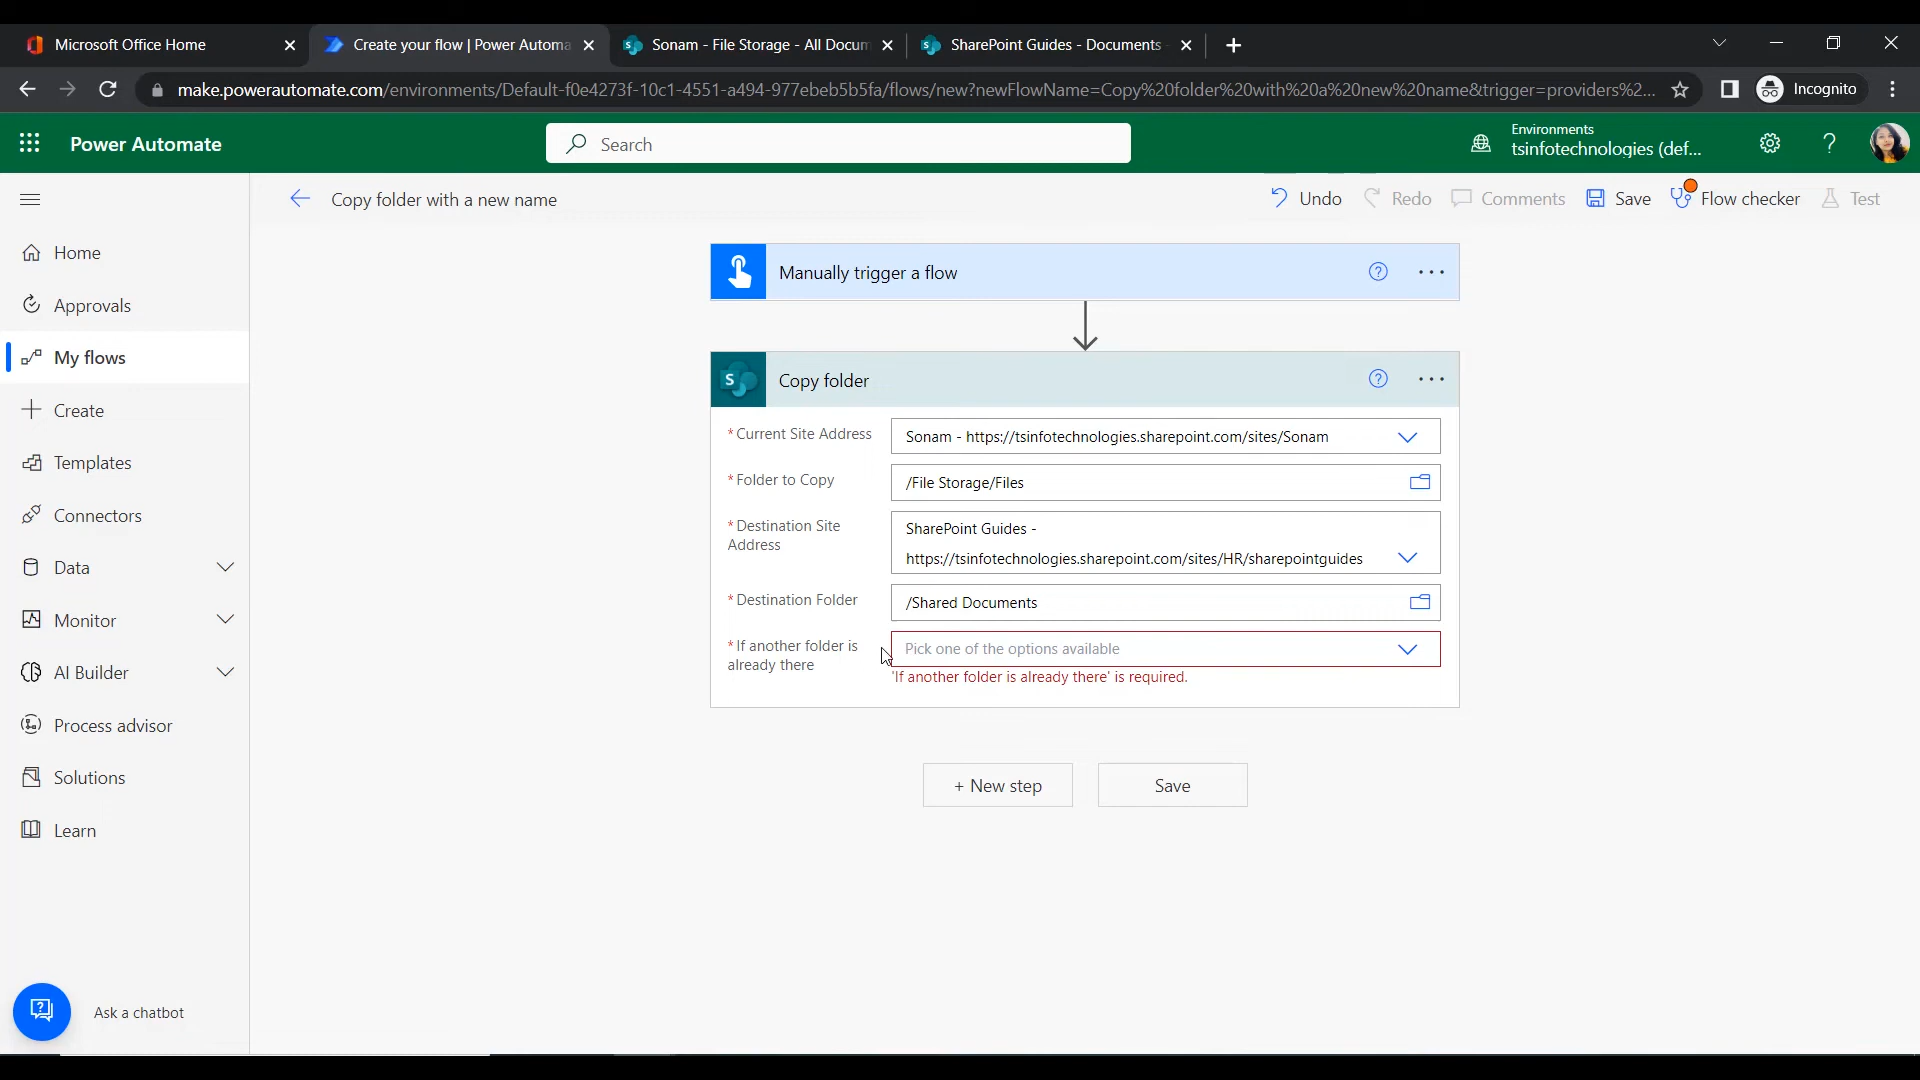 Microsoft Office Home
Create your flow | Power Automa
Sonam - File Storage - All Docum
SharePoint Guides - Documents -
make.powerautomate.com/environments/Default-f0e4273f-10c1-4551-a494-977ebeb5b5fa/flows/new?newFlowName=Copy%20folder%20with%20a%20new%20name&trigger=providers%2...
Incognito
Power Automate
Search
Environments
tsinfotechnologies (def...
Copy folder with a new name
Undo
Redo
Comments
Save
Flow checker
Test
Home
Approvals
My flows
Create
Templates
Connectors
Data
Monitor
AI Builder
Process advisor
Solutions
Learn
Ask a chatbot
Manually trigger a flow
S
Copy folder
* Current Site Address
Sonam - https://tsinfotechnologies.sharepoint.com/sites/Sonam
* Folder to Copy
/File Storage/Files
* Destination Site
Address
SharePoint Guides -
https://tsinfotechnologies.sharepoint.com/sites/HR/sharepointguides
* Destination Folder
/Shared Documents
* If another folder is
already there
Pick one of the options available
'If another folder is already there' is required.
+ New step
Save